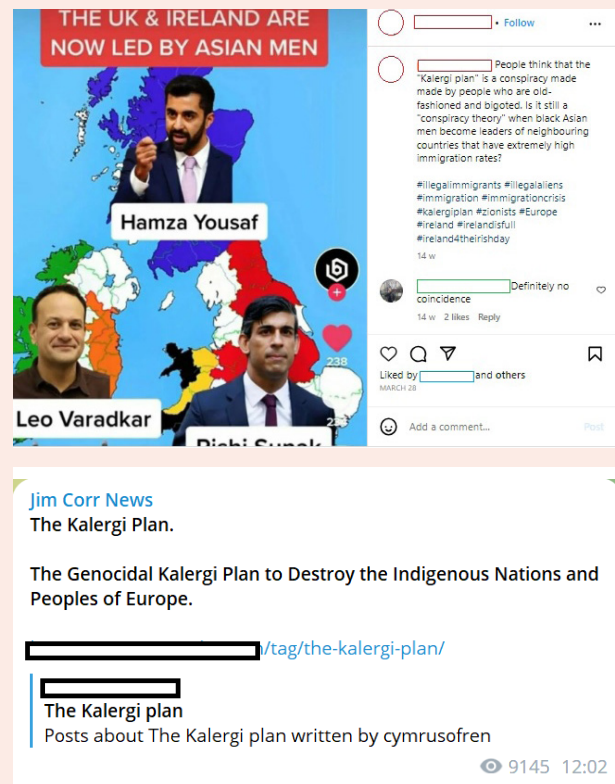 THE UK & IRELAND ARE
NOW LED BY ASIAN MEN
Hamza Yousaf
238
Leo Varadkar
Rishi Sunak
• Follow
People think that the
"Kalergi plan" is a conspiracy made
made by people who are old-
fashioned and bigoted. Is it still a
"conspiracy theory" when black Asian
men become leaders of neighbouring
countries that have extremely high
immigration rates?
#illegalimmigrants #illegalaliens
#immigration #immigrationcrisis
#kalergiplan #zionists #Europe
#ireland #irelandisfull
#ireland4theirishday
14 w
Definitely no
coincidence
14 w 2 likes Reply
Liked by and others
MARCH 28
Add a comment...
Post
Jim Corr News
The Kalergi Plan.
The Genocidal Kalergi Plan to Destroy the Indigenous Nations and
Peoples of Europe.
/tag/the-kalergi-plan/
The Kalergi plan
Posts about The Kalergi plan written by cymrusofren
9145 12:02